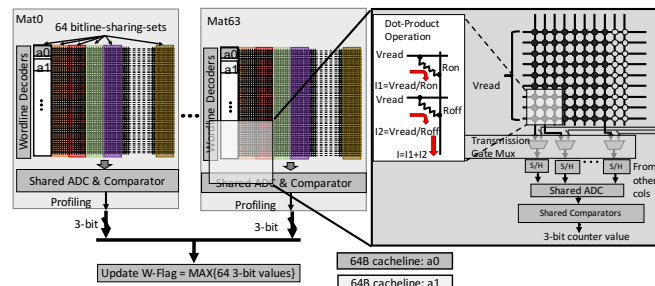 Mat0
64 bitline-sharing-sets
a0
a1
Wordline Decoders
Shared ADC & Comparator
Profiling
3-bit
Mat63
a0
a1
Wordline Decoders
Shared ADC & Comparator
Profiling
3-bit
Update W-Flag = MAX{64 3-bit values}
Dot-Product
Operation
Vread
Ron
I1=Vread/Ron
Vread
Roff
I2=Vread/Roff
I=I1+I2
Vread
Transmission
Gate Mux
S/H
S/H
S/H
From
other
cols
Shared ADC
Shared Comparators
3-bit counter value
64B cacheline: a0
64B cacheline: a1